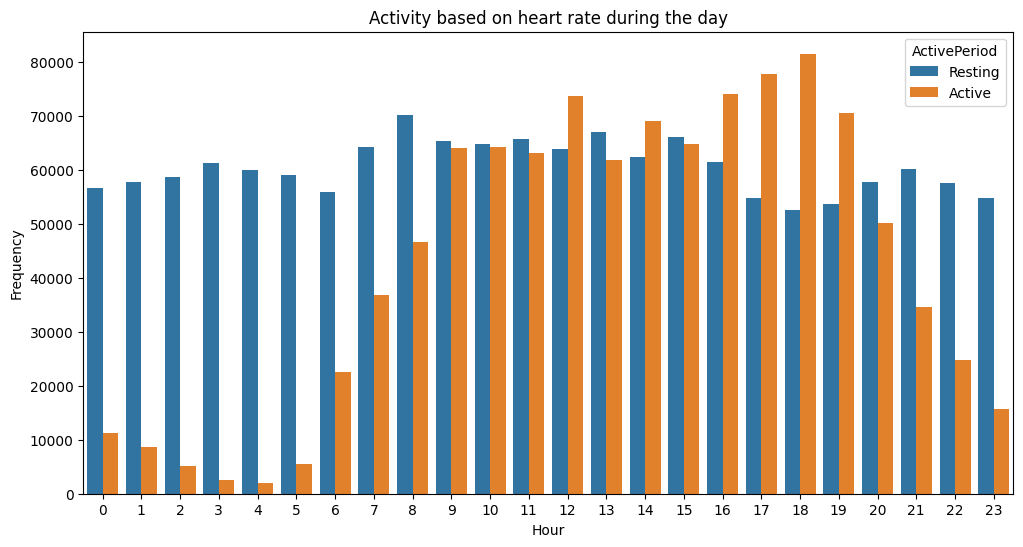 Activity based on heart rate during the day
ActivePeriod
Resting
Active
Frequency
80000
70000
60000
50000
40000
30000
20000
10000
0
0 1 2 3 4 5 6 7 8 9 10 11 12 13 14 15 16 17 18 19 20 21 22 23
Hour